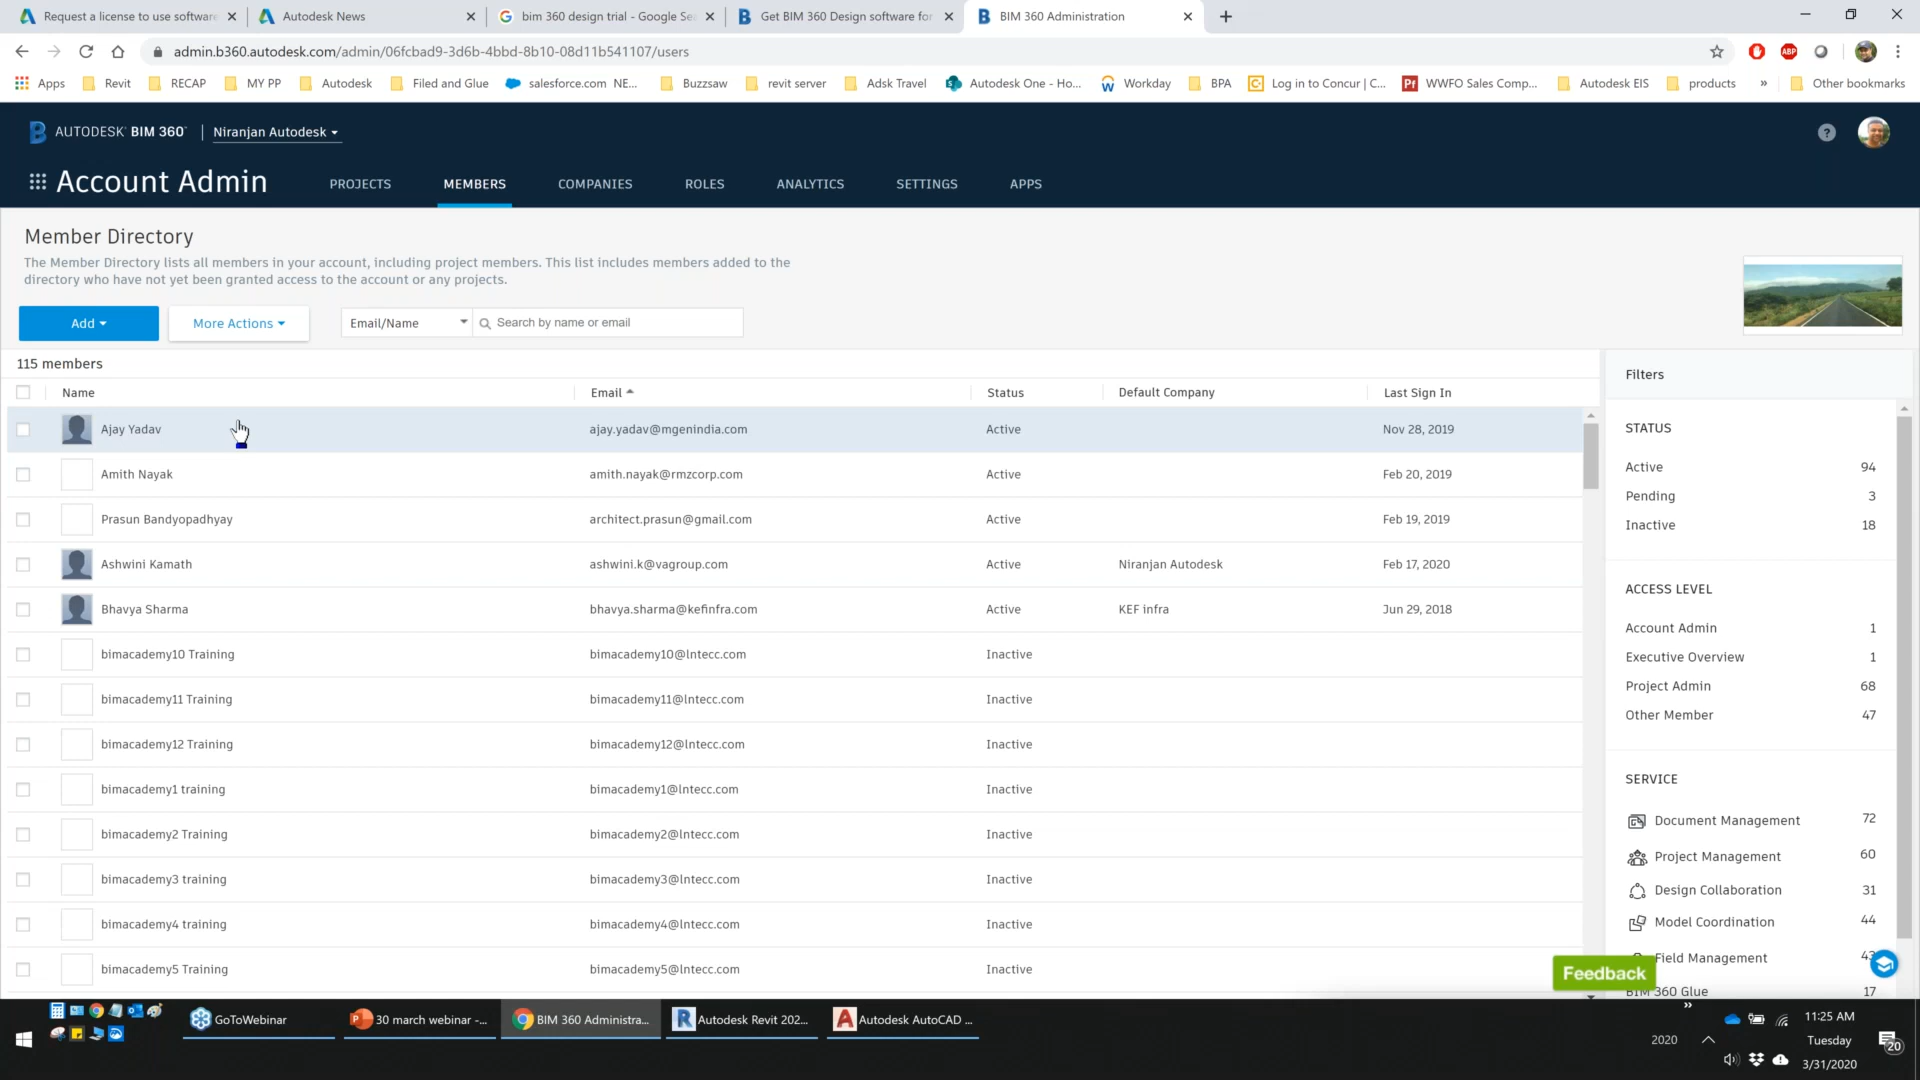 Request a license to use software
Autodesk News
bim 360 design trial - Google Se
Get BIM 360 Design software for
BIM 360 Administration
admin.b360.autodesk.com/admin/06fcbad9-3d6b-4bbd-8b10-08d11b541107/users
ABP
Apps
Revit
RECAP
MY PP
Autodesk
Filed and Glue
salesforce.com NE...
Buzzsaw
revit server
Adsk Travel
Autodesk One - Ho...
Workday
BPA
Log in to Concur | C...
WWFO Sales Comp...
Autodesk EIS
products
»
Other bookmarks
AUTODESK BIM 360
Niranjan Autodesk
Account Admin
PROJECTS
MEMBERS
COMPANIES
ROLES
ANALYTICS
SETTINGS
APPS
Member Directory
The Member Directory lists all members in your account, including project members. This list includes members added to the
directory who have not yet been granted access to the account or any projects.
Add
More Actions
Email/Name
Search by name or email
115 members
Name Email Status Default Company Last Sign In
Ajay Yadav ajay.yadav@mgenindia.com Active Nov 28, 2019
Amith Nayak amith.nayak@rmzcorp.com Active Feb 20, 2019
Prasun Bandyopadhyay architect.prasun@gmail.com Active Feb 19, 2019
Ashwini Kamath ashwini.k@vagroup.com Active Niranjan Autodesk Feb 17, 2020
Bhavya Sharma bhavya.sharma@kefinfra.com Active KEF infra Jun 29, 2018
bimacademy10 Training bimacademy10@lntecc.com Inactive
bimacademy11 Training bimacademy11@lntecc.com Inactive
bimacademy12 Training bimacademy12@lntecc.com Inactive
bimacademy1 training bimacademy1@lntecc.com Inactive
bimacademy2 Training bimacademy2@lntecc.com Inactive
bimacademy3 training bimacademy3@lntecc.com Inactive
bimacademy4 training bimacademy4@lntecc.com Inactive
bimacademy5 Training bimacademy5@lntecc.com Inactive
Filters
STATUS
Active 94
Pending 3
Inactive 18
ACCESS LEVEL
Account Admin 1
Executive Overview 1
Project Admin 68
Other Member 47
SERVICE
Document Management 72
Project Management 60
Design Collaboration 31
Model Coordination 44
Field Management
BIM 360 Glue 17
Feedback
GoToWebinar
30 march webinar -...
BIM 360 Administra...
Autodesk Revit 202...
Autodesk AutoCAD ...
»
2020
11:25 AM
Tuesday
3/31/2020
20